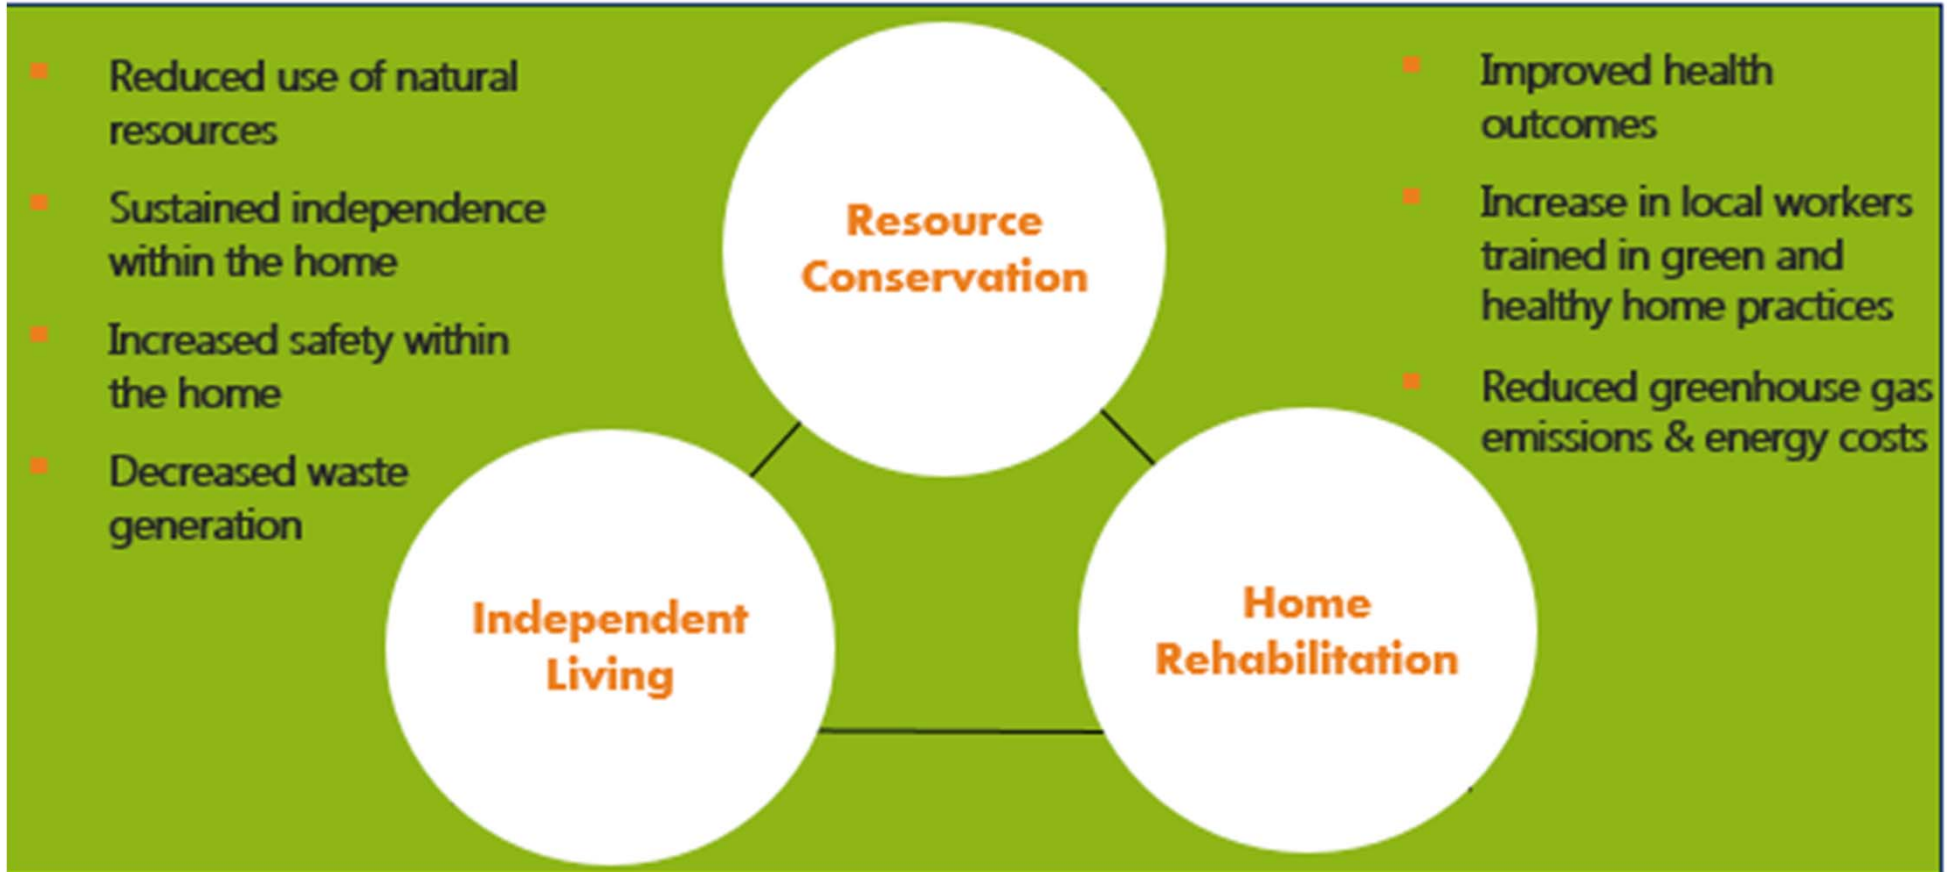 Reduced use of natural
resources
Sustained independence
within the home
Increased safety within
the home
Decreased waste
generation
Resource
Conservation
Independent
Living
Home
Rehabilitation
Improved health
outcomes
Increase in local workers
trained in green and
healthy home practices
Reduced greenhouse gas
emissions & energy costs